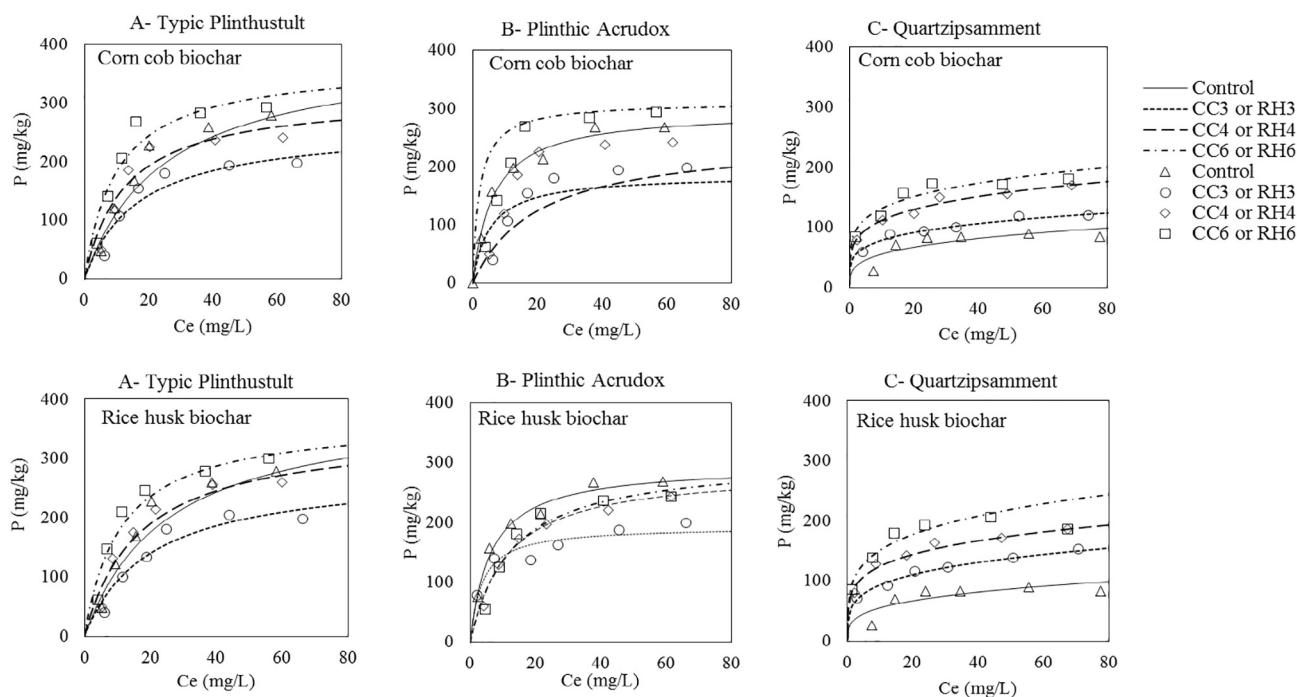 A- Typic Plinthustult
B- Plinthic Acrudox
C- Quartzipsamment
400
300
200
100
0
P (mg/kg)
Corn cob biochar
0 20 40 60 80
Ce (mg/L)
400
300
200
100
0
P (mg/kg)
Corn cob biochar
0 20 40 60 80
Ce (mg/L)
400
300
200
100
0
P (mg/kg)
Corn cob biochar
0 20 40 60 80
Ce (mg/L)
Control
CC3 or RH3
CC4 or RH4
CC6 or RH6
Control
CC3 or RH3
CC4 or RH4
CC6 or RH6
A- Typic Plinthustult
B- Plinthic Acrudox
C- Quartzipsamment
400
300
200
100
0
P (mg/kg)
Rice husk biochar
0 20 40 60 80
Ce (mg/L)
400
300
200
100
0
P (mg/kg)
Rice husk biochar
0 20 40 60 80
Ce (mg/L)
400
300
200
100
0
P (mg/kg)
Rice husk biochar
0 20 40 60 80
Ce (mg/L)